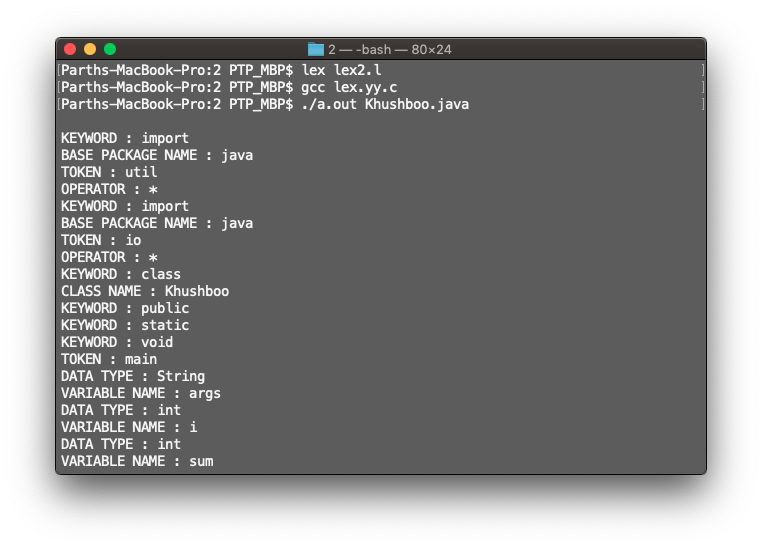 2 — -bash — 80×24
[Parths-MacBook-Pro:2 PTP_MBP$ lex lex2.l ]
[Parths-MacBook-Pro:2 PTP_MBP$ gcc lex.yy.c ]
[Parths-MacBook-Pro:2 PTP_MBP$ ./a.out Khushboo.java ]
KEYWORD : import
BASE PACKAGE NAME : java
TOKEN : util
OPERATOR : *
KEYWORD : import
BASE PACKAGE NAME : java
TOKEN : io
OPERATOR : *
KEYWORD : class
CLASS NAME : Khushboo
KEYWORD : public
KEYWORD : static
KEYWORD : void
TOKEN : main
DATA TYPE : String
VARIABLE NAME : args
DATA TYPE : int
VARIABLE NAME : i
DATA TYPE : int
VARIABLE NAME : sum